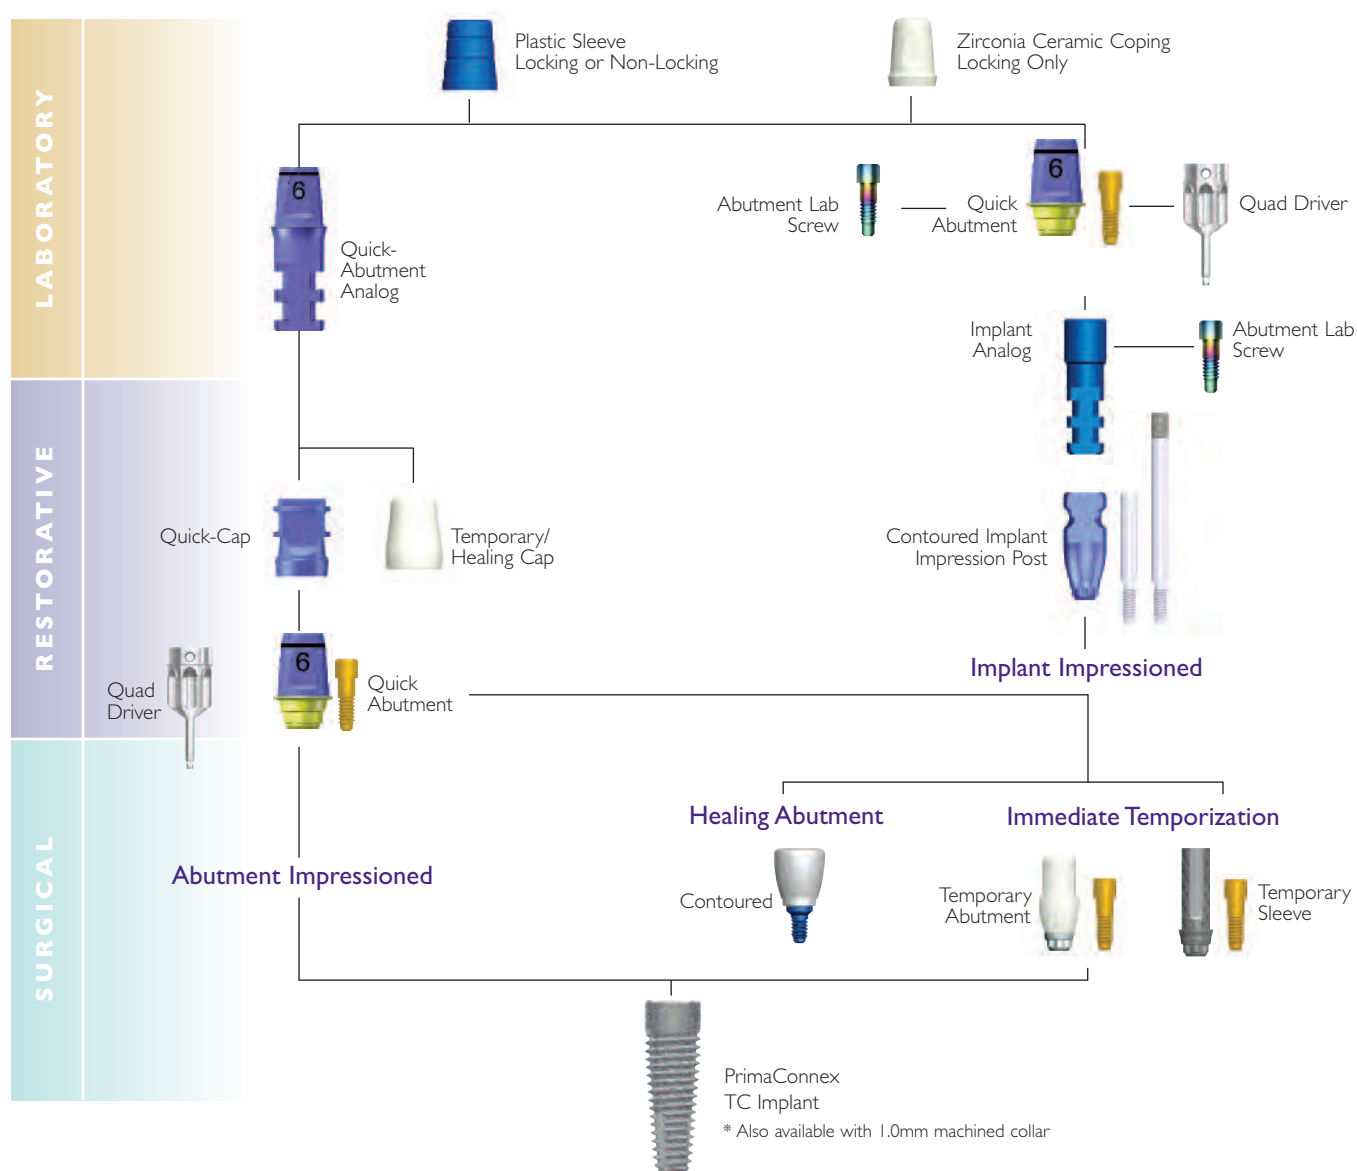 Plastic Sleeve
Locking or Non-Locking
Zirconia Ceramic Coping
Locking Only
LABORATORY
6
Quick-
Abutment
Analog
Abutment Lab
Screw
6
Quick
Abutment
Quad Driver
Implant
Analog
Abutment Lab
Screw
RESTORATIVE
Quick-Cap
Temporary/
Healing Cap
Contoured Implant
Impression Post
Implant Impressioned
Quad
Driver
6
Quick
Abutment
SURGICAL
Healing Abutment
Immediate Temporization
Abutment Impressioned
Contoured
Temporary
Abutment
Temporary
Sleeve
PrimaConnex
TC Implant
* Also available with 1.0mm machined collar